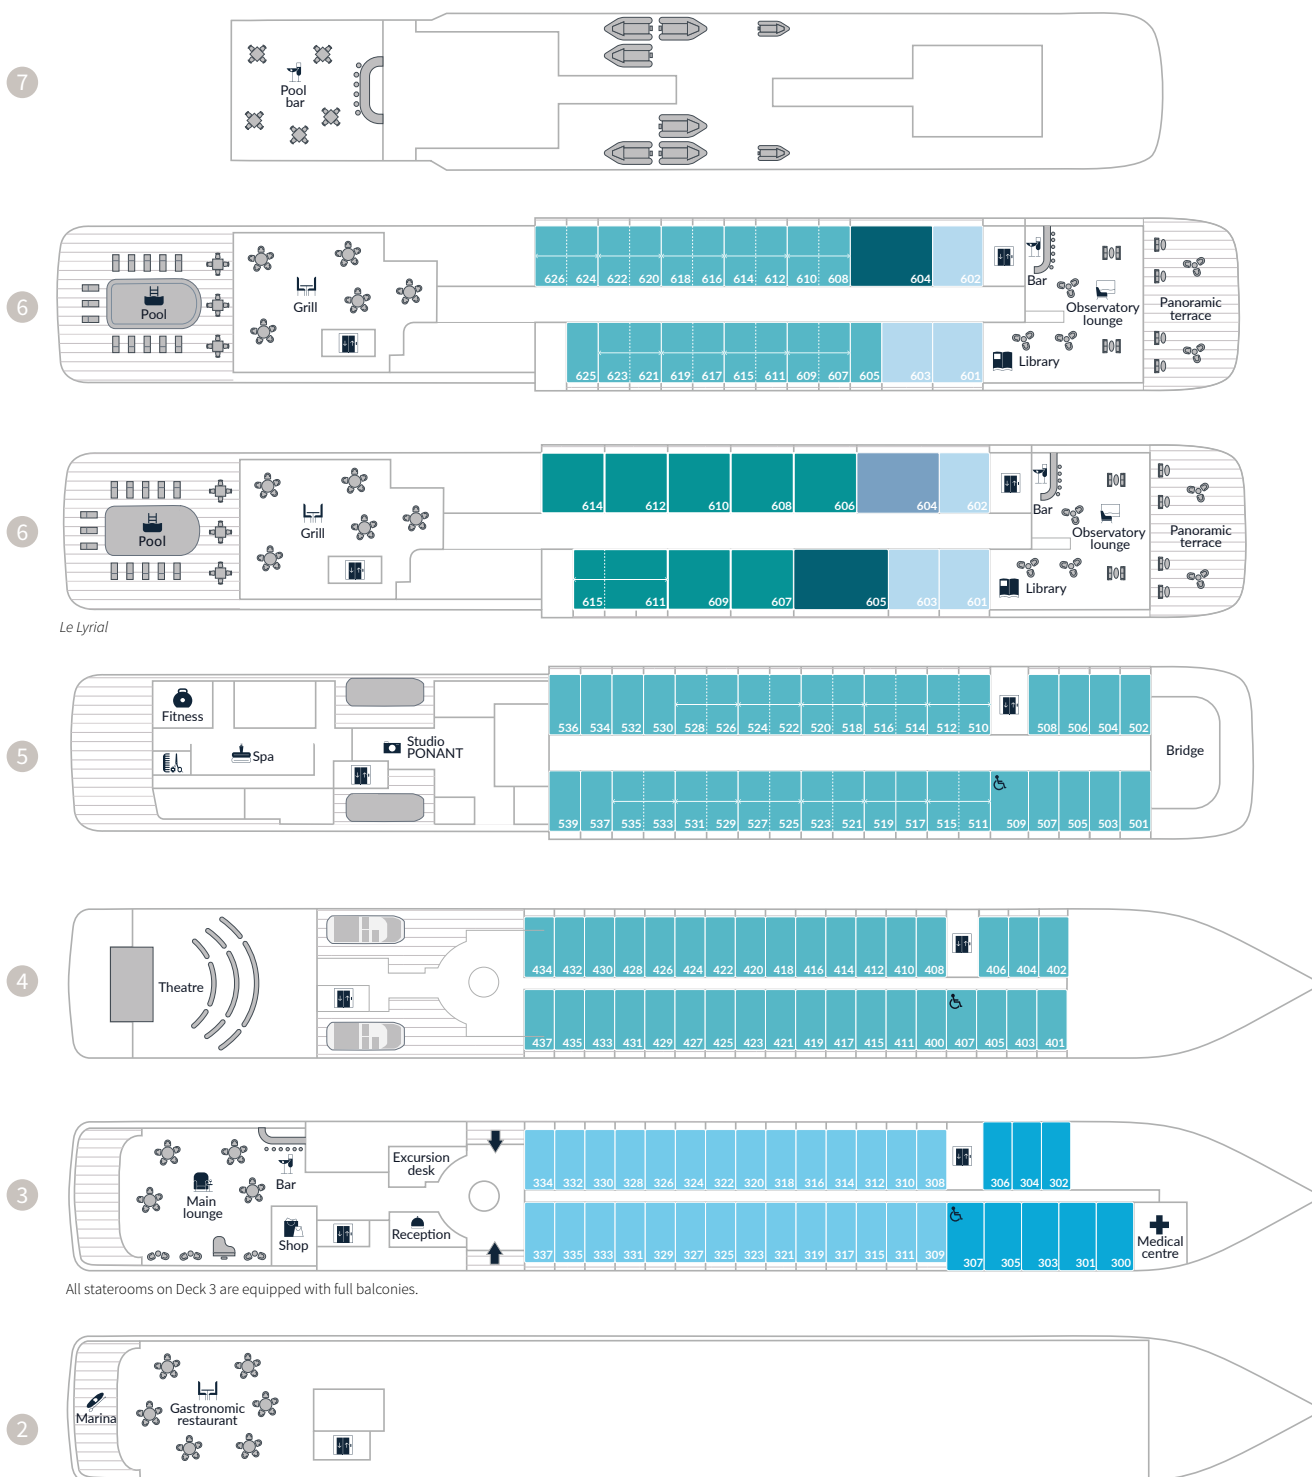 7
Pool
bar
6
626 624 622 620 618 616 614 612 610 608 604 602
Pool
Grill
Bar
Observatory
lounge
Panoramic
terrace
Library
625 623 621 619 617 615 611 609 607 605 603 601
6
614 612 610 608 606 604 602
Pool
Grill
Bar
Observatory
lounge
Panoramic
terrace
Library
615 611 609 607 605 603 601
Le Lyrial
5
Fitness
Spa
Studio
PONANT
536 534 532 530 528 526 524 522 520 518 516 514 512 510 508 506 504 502
Bridge
539 537 535 533 531 529 527 525 523 521 519 517 515 511 509 507 505 503 501
4
Theatre
434 432 430 428 426 424 422 420 418 416 414 412 410 408 406 404 402
437 435 433 431 429 427 425 423 421 419 417 415 411 400 407 405 403 401
3
Main
lounge
Bar
Shop
Excursion
desk
Reception
334 332 330 328 326 324 322 320 318 316 314 312 310 308 306 304 302
337 335 333 331 329 327 325 323 321 319 317 315 311 309 307 305 303 301 300
Medical
centre
All staterooms on Deck 3 are equipped with full balconies.
2
Marina
Gastronomic
restaurant